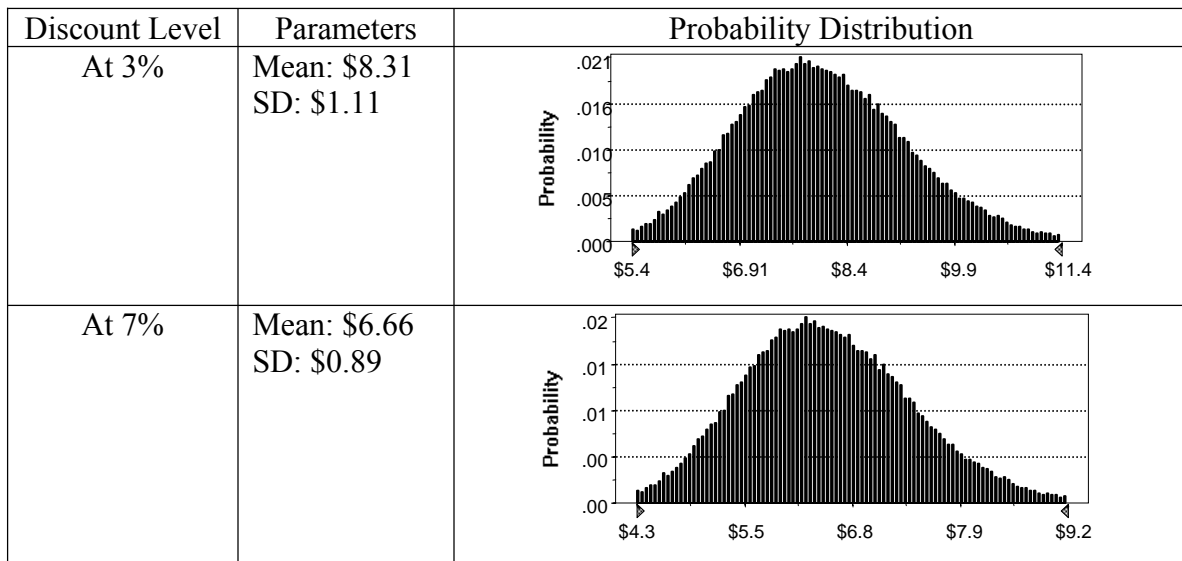 Discount Level Parameters Probability Distribution
At 3% Mean: $8.31
SD: $1.11
Probability
.021
.016
.010
.005
.000
$5.4 $6.91 $8.4 $9.9 $11.4
At 7% Mean: $6.66
SD: $0.89
Probability
.02
.01
.01
.00
.00
$4.3 $5.5 $6.8 $7.9 $9.2